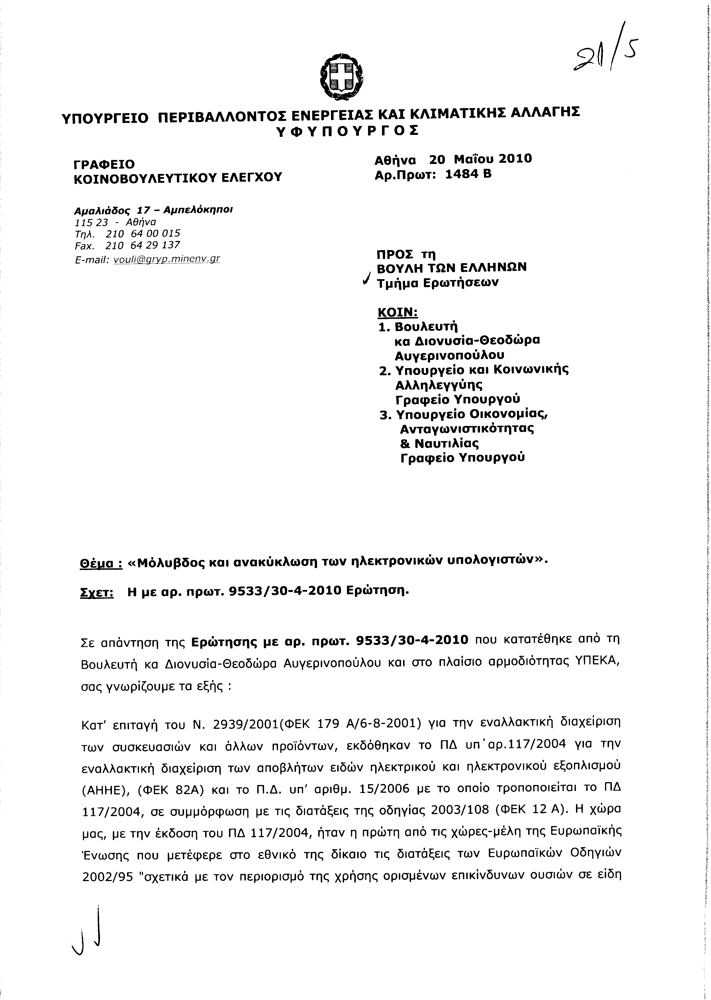 21/5
ΥΠΟΥΡΓΕΙΟ ΠΕΡΙΒΑΛΛΟΝΤΟΣ ΕΝΕΡΓΕΙΑΣ ΚΑΙ ΚΛΙΜΑΤΙΚΗΣ ΑΛΛΑΓΗΣ
Υ Φ Υ Π Ο Υ Ρ Γ Ο Σ
ΓΡΑΦΕΙΟ
ΚΟΙΝΟΒΟΥΛΕΥΤΙΚΟΥ ΕΛΕΓΧΟΥ
Αθήνα 20 Μαΐου 2010
Αρ.Πρωτ: 1484 Β
Αμαλιάδος 17 – Αμπελόκηποι
115 23 - Αθήνα
Τηλ. 210 64 00 015
Fax. 210 64 29 137
E-mail: vouli@gryp.minenv.gr
ΠΡΟΣ τη
ΒΟΥΛΗ ΤΩΝ ΕΛΛΗΝΩΝ
Τμήμα Ερωτήσεων
ΚΟΙΝ:
1. Βουλευτή
κα Διονυσία-Θεοδώρα
Αυγερινοπούλου
2. Υπουργείο και Κοινωνικής
Αλληλεγγύης
Γραφείο Υπουργού
3. Υπουργείο Οικονομίας,
Ανταγωνιστικότητας
& Ναυτιλίας
Γραφείο Υπουργού
Θέμα : «Μόλυβδος και ανακύκλωση των ηλεκτρονικών υπολογιστών».
Σχετ: Η με αρ. πρωτ. 9533/30-4-2010 Ερώτηση.
Σε απάντηση της Ερώτησης με αρ. πρωτ. 9533/30-4-2010 που κατατέθηκε από τη
Βουλευτή κα Διονυσία-Θεοδώρα Αυγερινοπούλου και στο πλαίσιο αρμοδιότητας ΥΠΕΚΑ,
σας γνωρίζουμε τα εξής :
Κατ’ επιταγή του Ν. 2939/2001(ΦΕΚ 179 Α/6-8-2001) για την εναλλακτική διαχείριση
των συσκευασιών και άλλων προϊόντων, εκδόθηκαν το ΠΔ υπ'αρ.117/2004 για την
εναλλακτική διαχείριση των αποβλήτων ειδών ηλεκτρικού και ηλεκτρονικού εξοπλισμού
(ΑΗΗΕ), (ΦΕΚ 82Α) και το Π.Δ. υπ’ αριθμ. 15/2006 με το οποίο τροποποιείται το ΠΔ
117/2004, σε συμμόρφωση με τις διατάξεις της οδηγίας 2003/108 (ΦΕΚ 12 Α). Η χώρα
μας, με την έκδοση του ΠΔ 117/2004, ήταν η πρώτη από τις χώρες-μέλη της Ευρωπαϊκής
Ένωσης που μετέφερε στο εθνικό της δίκαιο τις διατάξεις των Ευρωπαϊκών Οδηγιών
2002/95 "σχετικά με τον περιορισμό της χρήσης ορισμένων επικίνδυνων ουσιών σε είδη